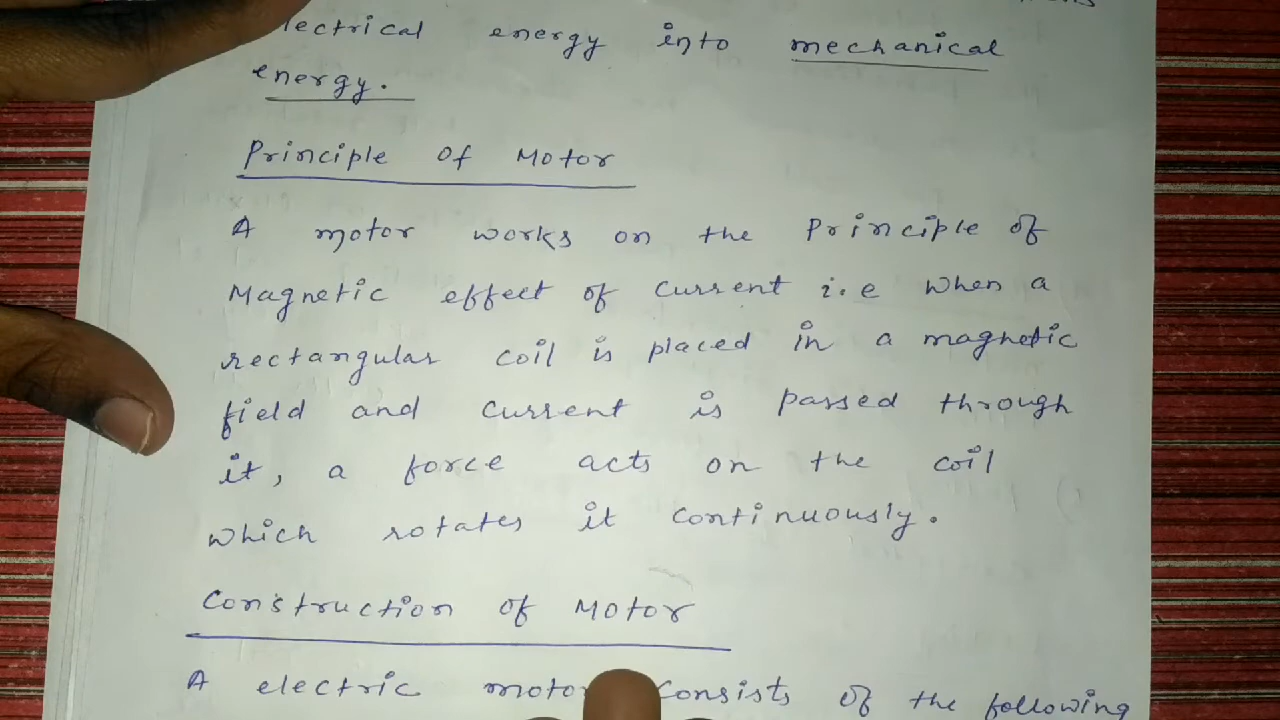 lectrical energy into mechanical
energy.
Principle of Motor
A motor works on the Principle of
Magnetic effect of current i.e when a
rectangular coil is placed in a magnetic
field and current is passed through
it, a force acts on the coil
which rotates it continuously.
Construction of Motor
A electric moto consists of the following